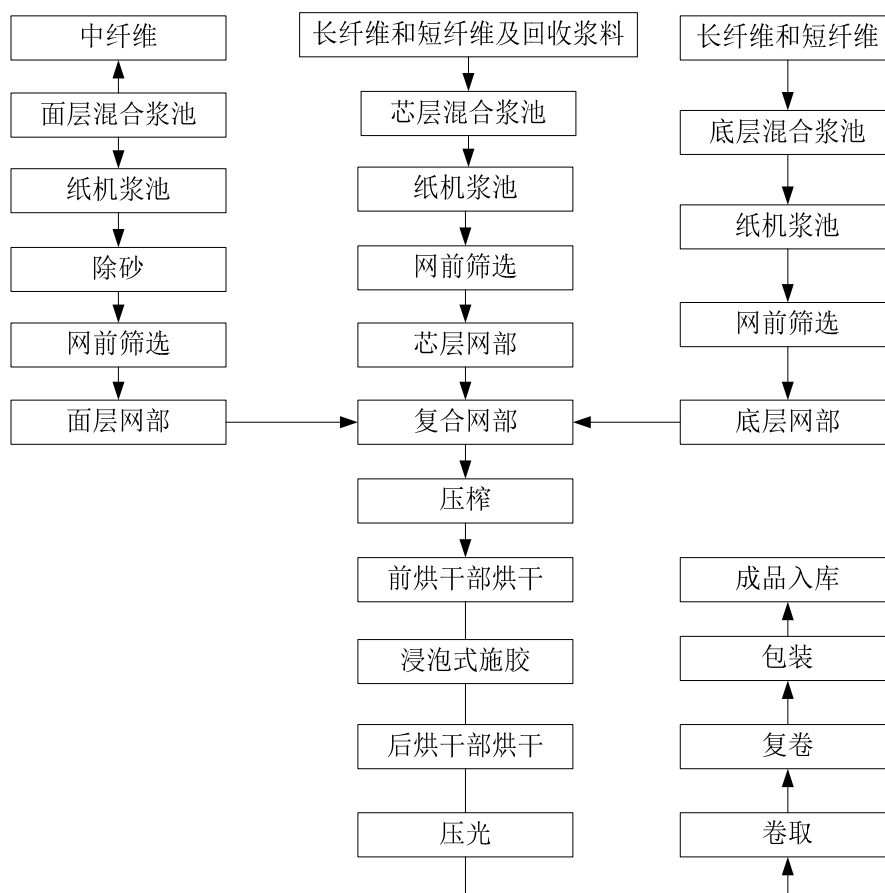 中纤维
长纤维和短纤维及回收浆料
长纤维和短纤维
面层混合浆池
芯层混合浆池
底层混合浆池
纸机浆池
纸机浆池
纸机浆池
除砂
网前筛选
网前筛选
网前筛选
芯层网部
面层网部
复合网部
底层网部
压榨
前烘干部烘干
成品入库
浸泡式施胶
包装
后烘干部烘干
复卷
压光
卷取